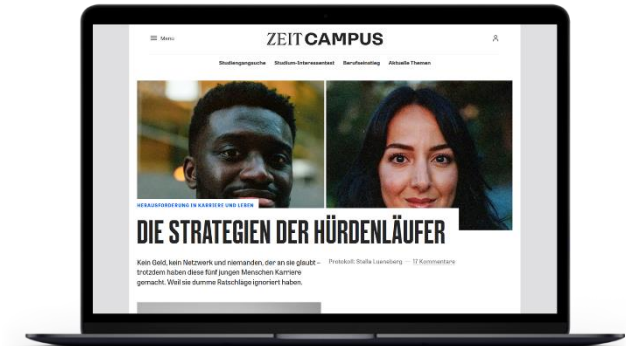 Menu
ZEIT CAMPUS
Studiengangsuche Studium-Interessentest Berufseinstieg Aktuelle Themen
HERAUSFORDERUNG IN KARRIERE UND LEBEN
DIE STRATEGIEN DER HÜRDENLÄUFER
Kein Geld, kein Netzwerk und niemanden, der an sie glaubt –
trotzdem haben diese fünf jungen Menschen Karriere
gemacht. Weil sie dumme Ratschläge ignoriert haben.
Protokoll: Stella Lueneberg — 17 Kommentare